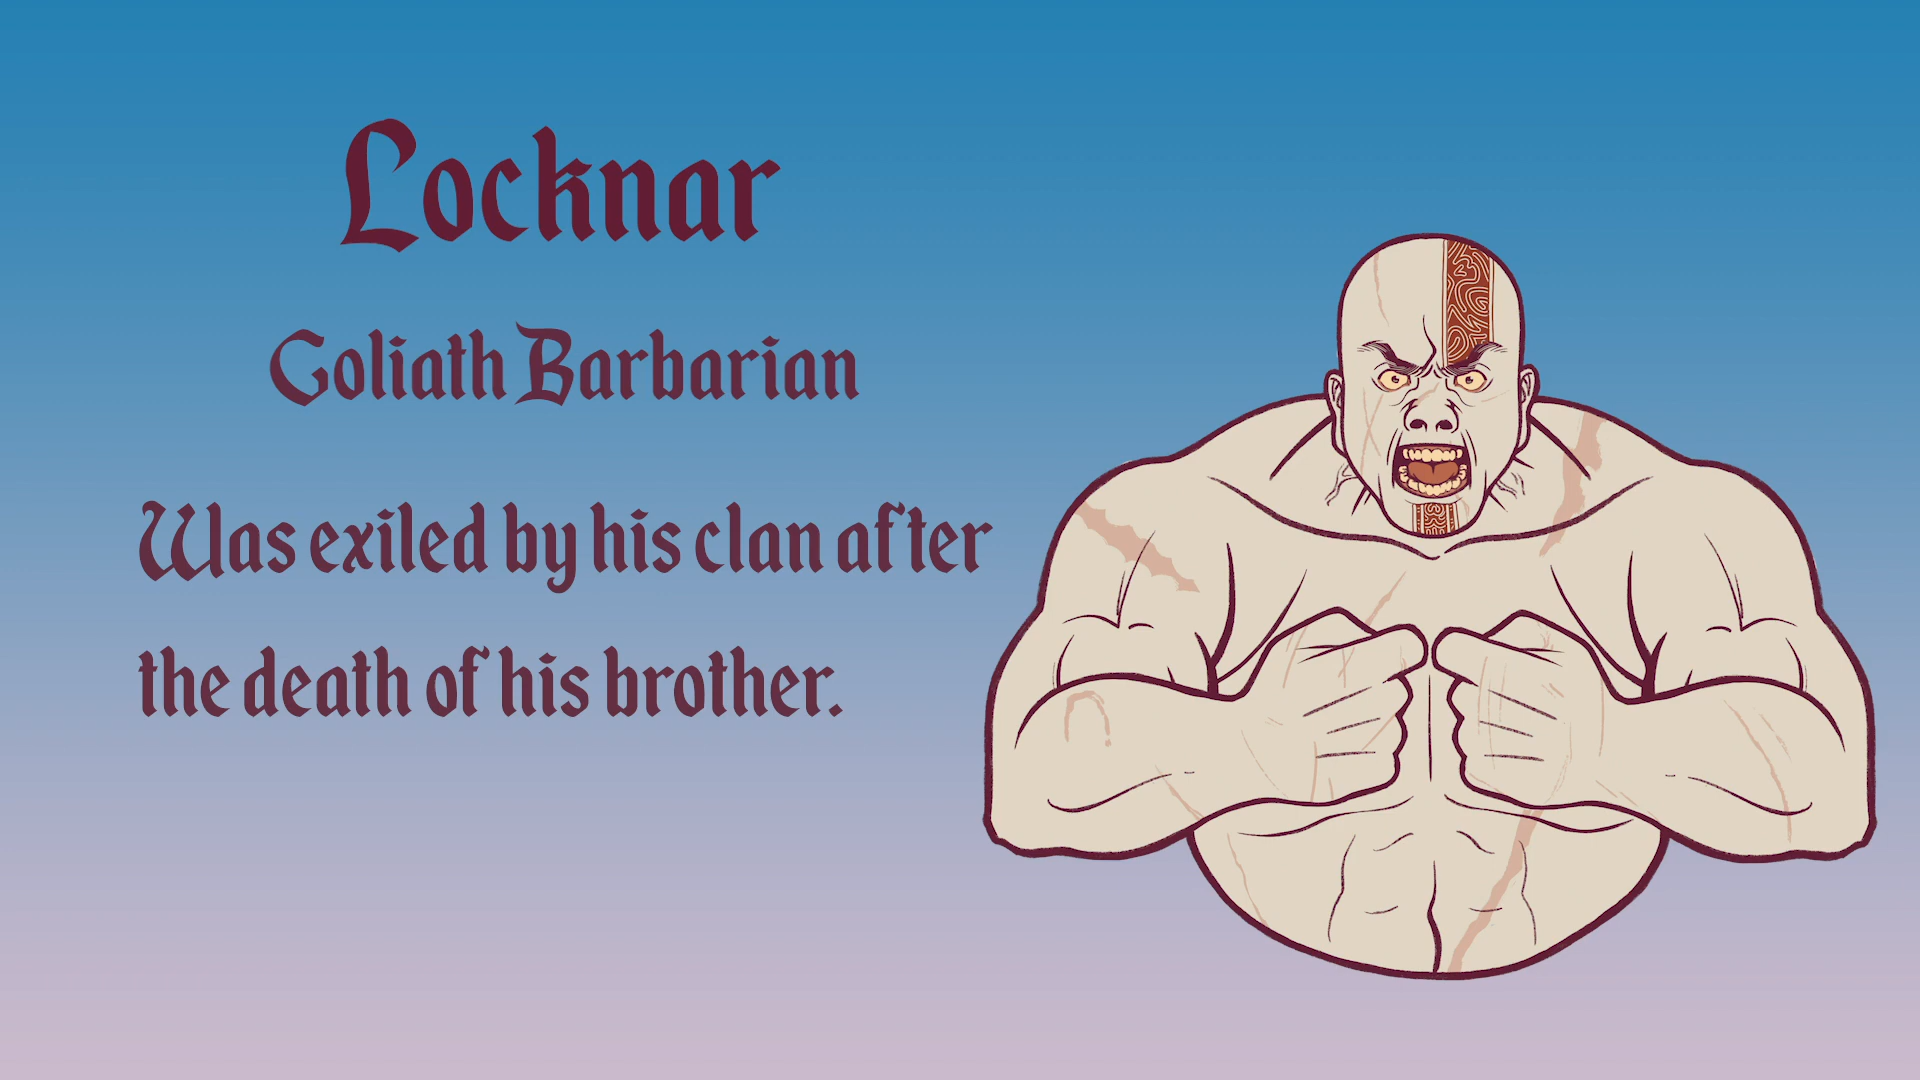 Locknar
Goliath Barbarian
Was exiled by his clan after
the death of his brother.